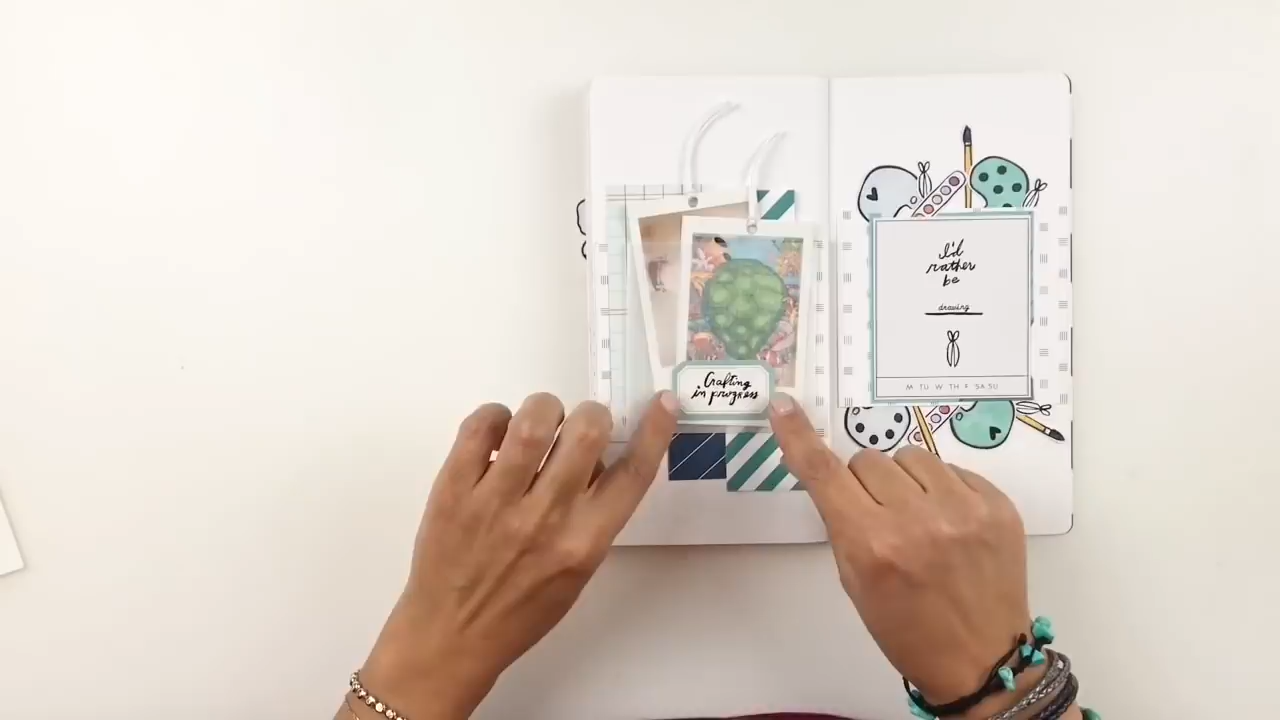 Crafting
in progress
I'd
rather
be
drawing
M TU W TH F SA SU